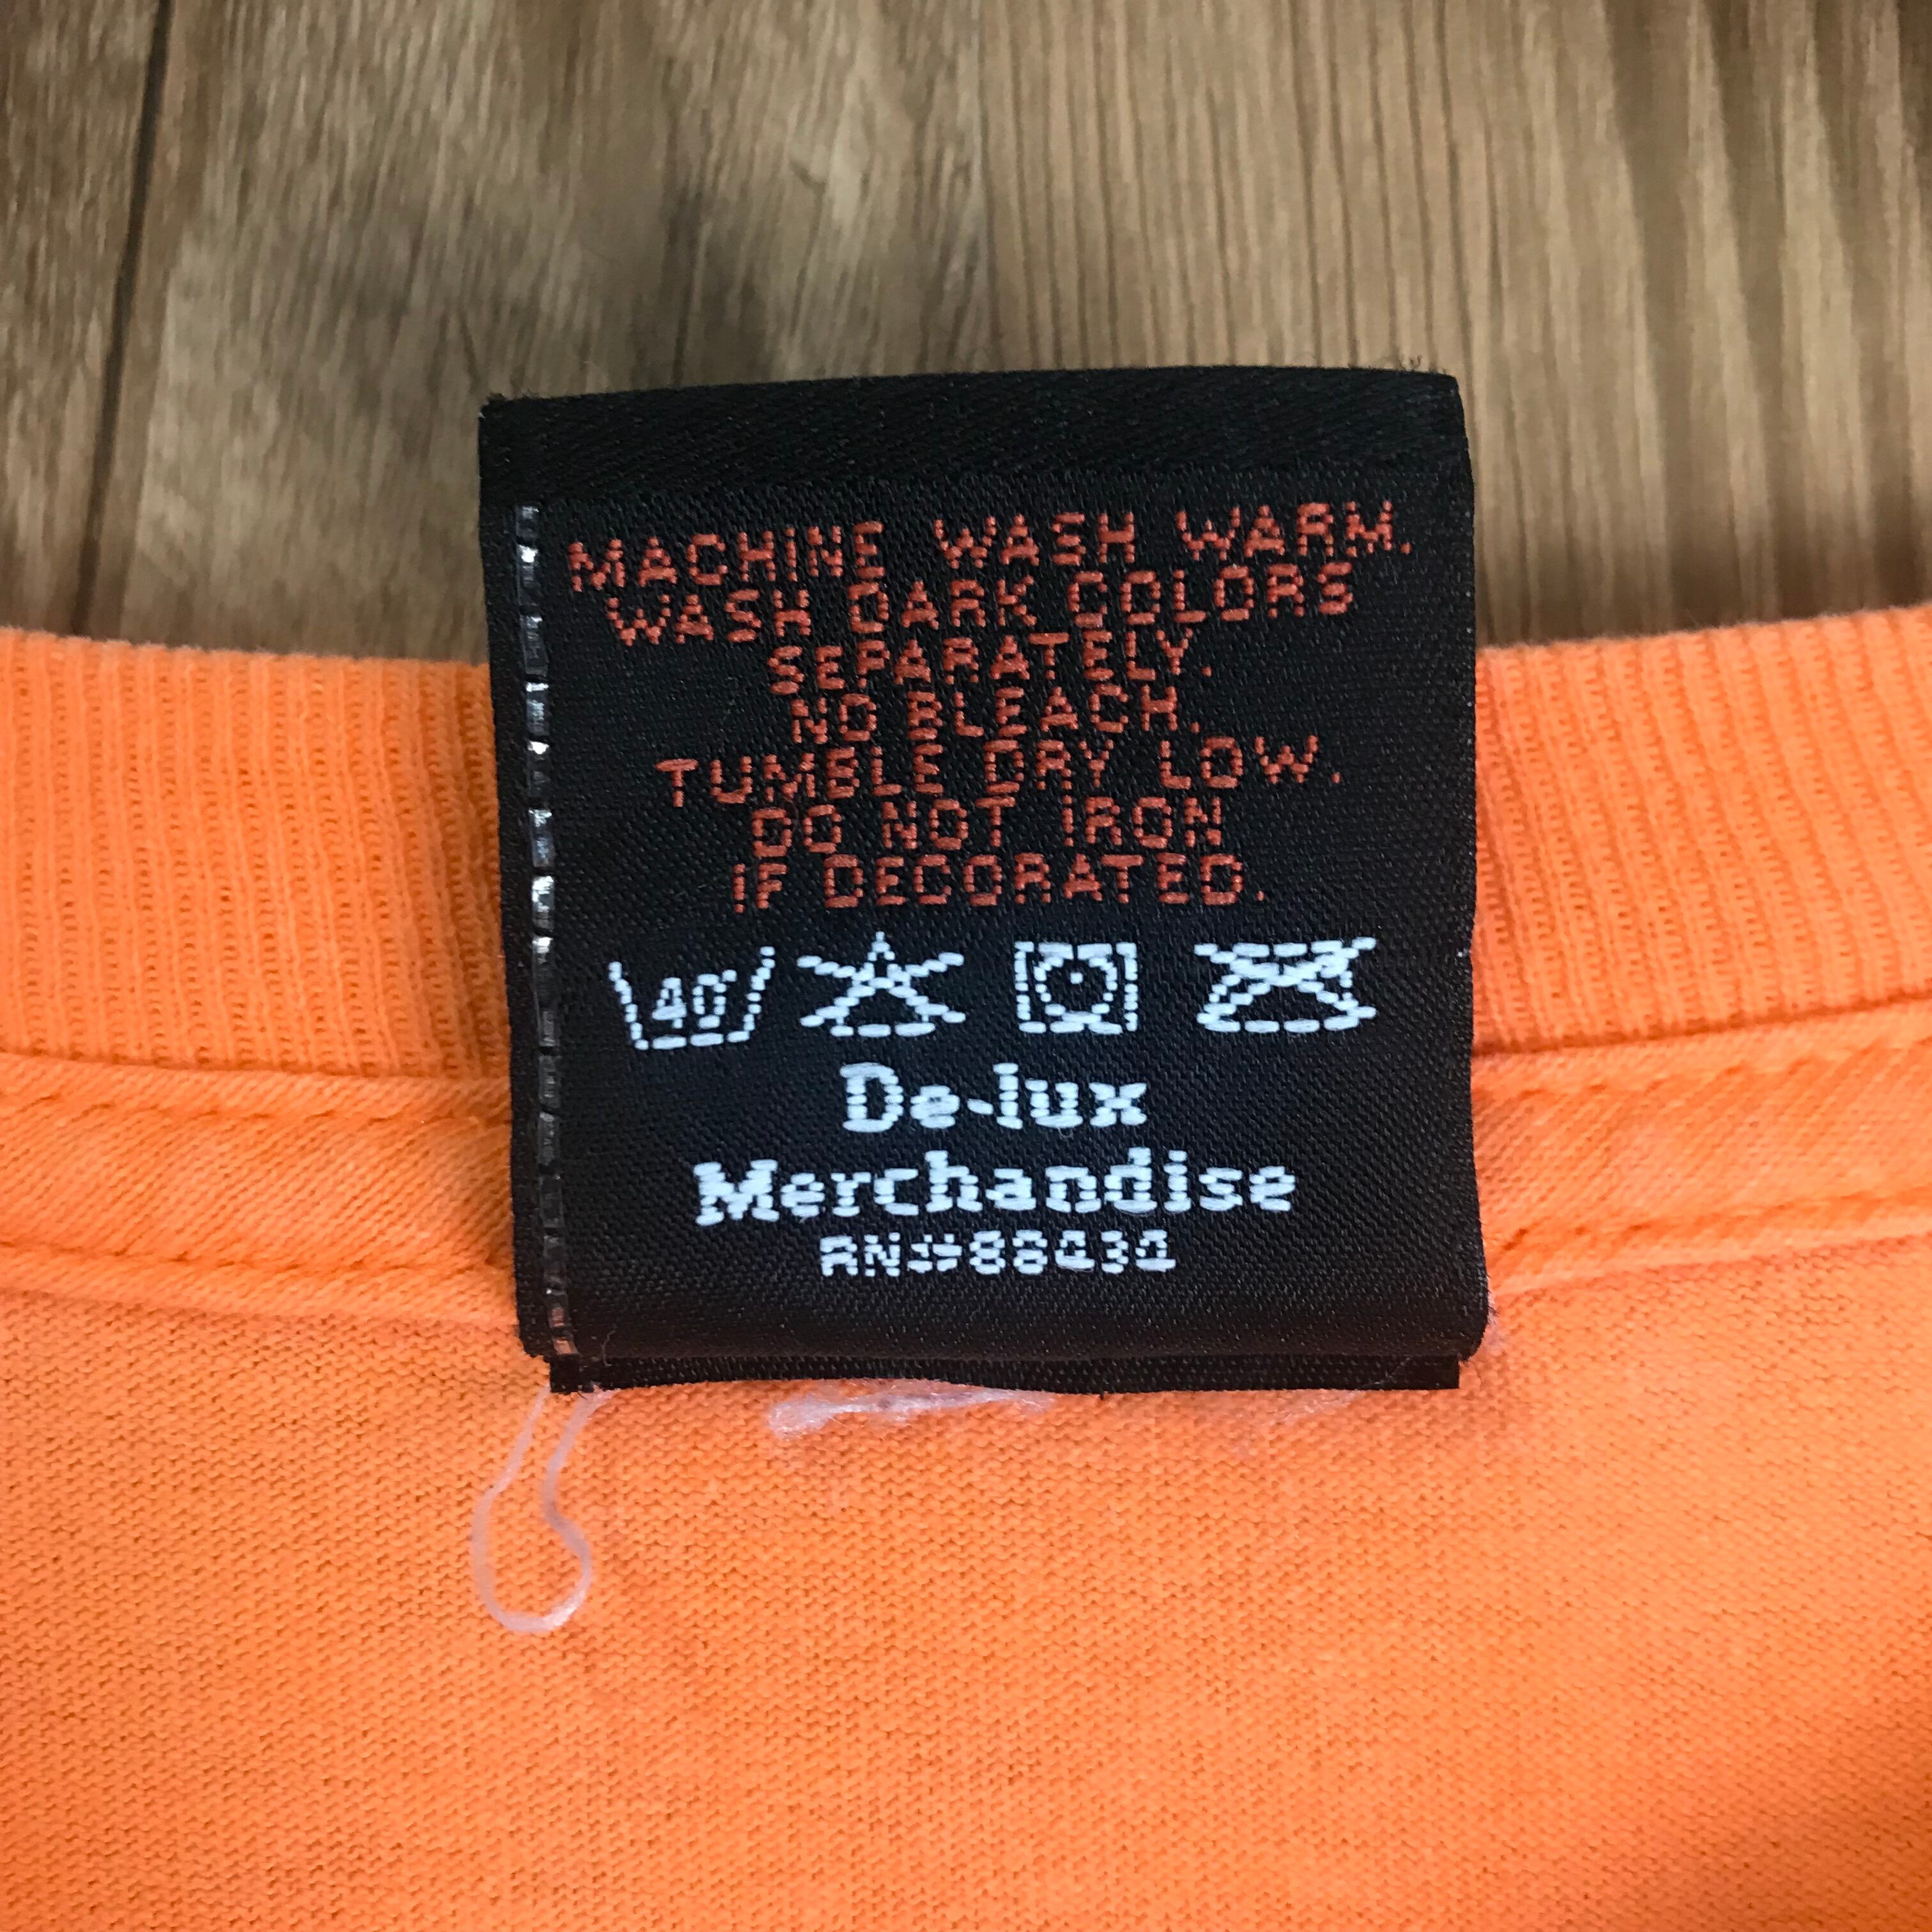 MACHINE WASH WARM.
WASH DARK COLORS
SEPARATELY.
NO BLEACH.
TUMBLE DRY LOW.
DO NOT IRON
IF DECORATED.
40°
De-lux
Merchandise
RN#88434